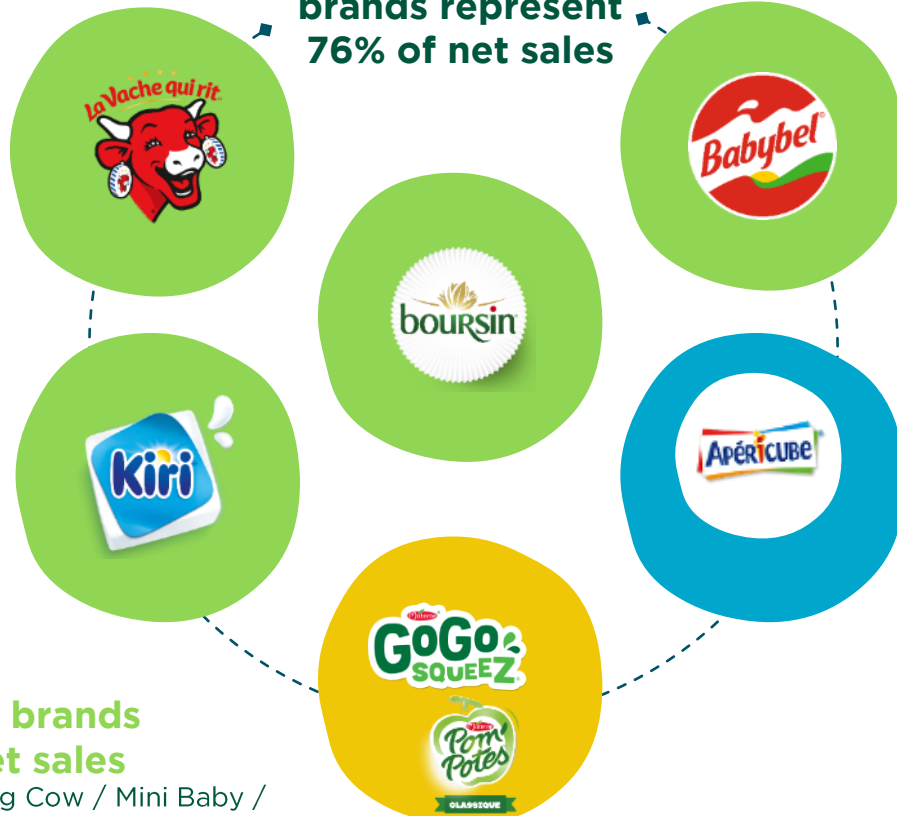 brands represent
76% of net sales
La Vache qui rit
Babybel
boursin
Kiri
APÉRICUBE
GoGo
SQUEEZ
Pom'
Potes
CLASSIQUE
brands
et sales
g Cow / Mini Baby /